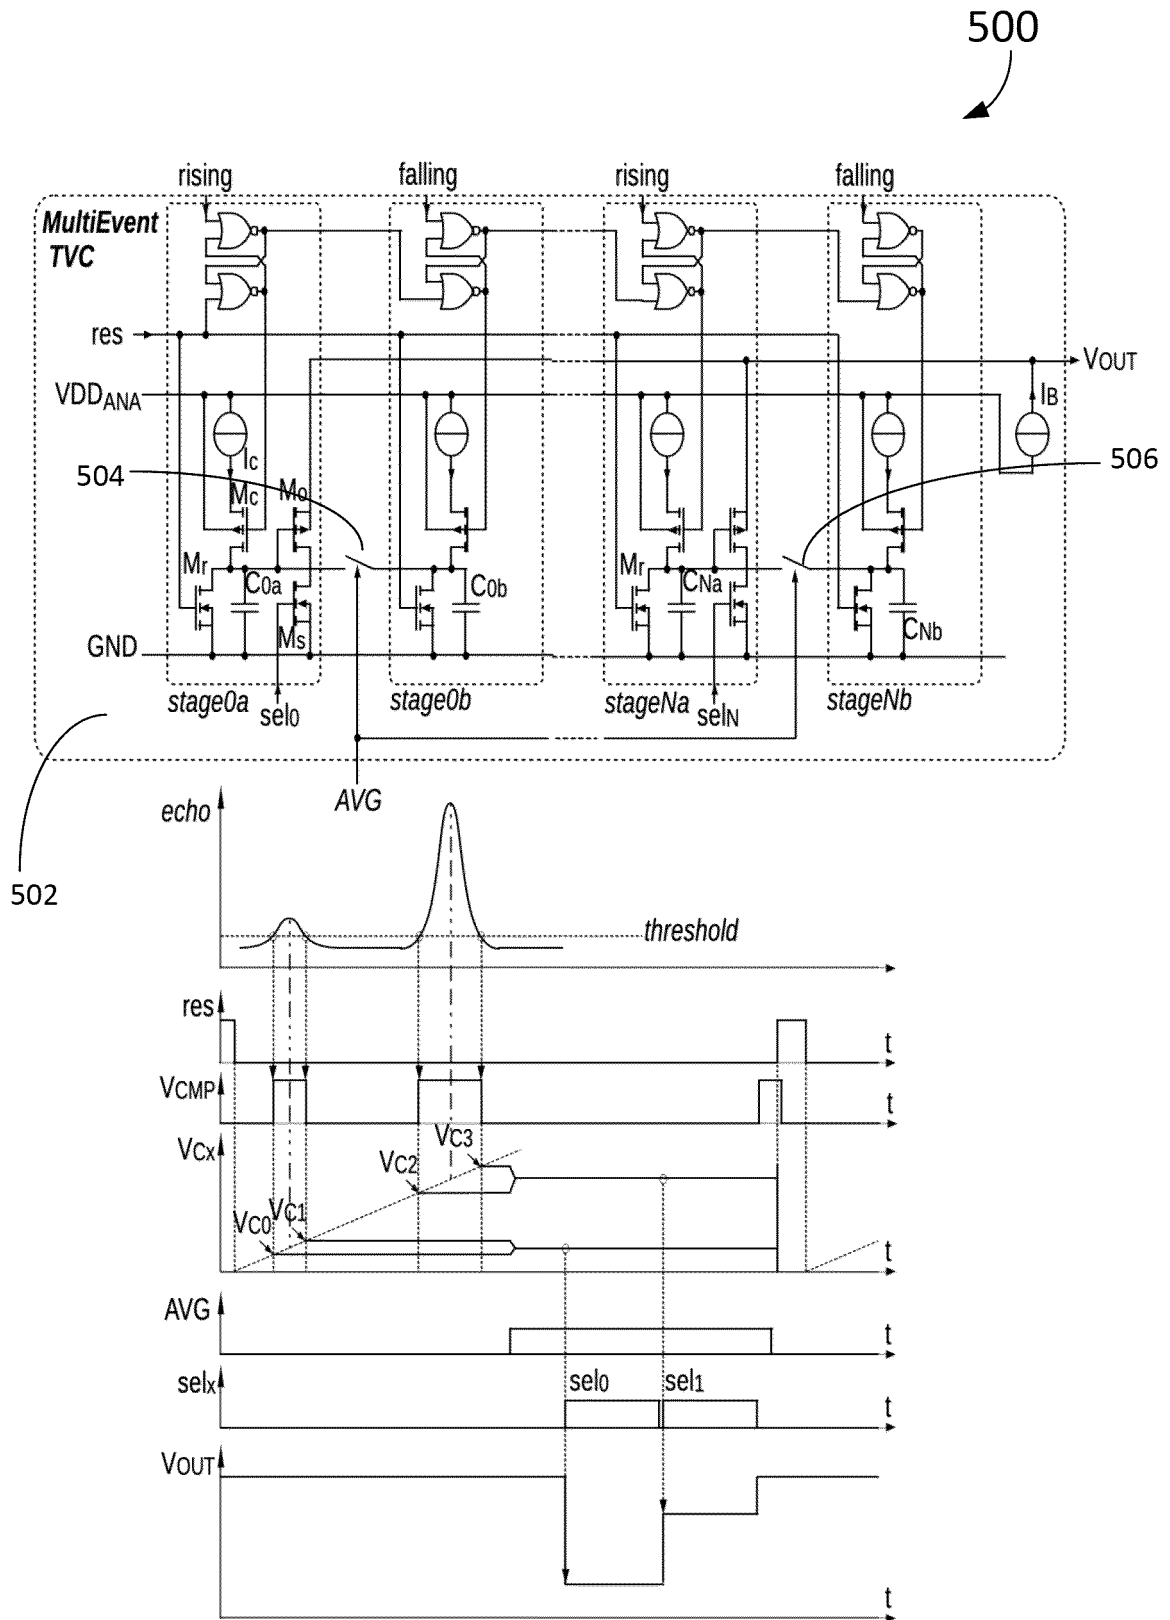 500
rising
falling
rising
falling
MultiEvent
TVC
res
VOUT
VDDANA
IB
504
506
Ic
Mc
Mo
Mr
C0a
C0b
Mr
CNa
Ms
CNb
GND
stage0a
sel0
stage0b
stageNa
selN
stageNb
AVG
502
echo
threshold
res
t
VCMP
t
VCx
VC3
VC2
VC1
VC0
t
AVG
t
selx
sel0
sel1
t
VOUT
t